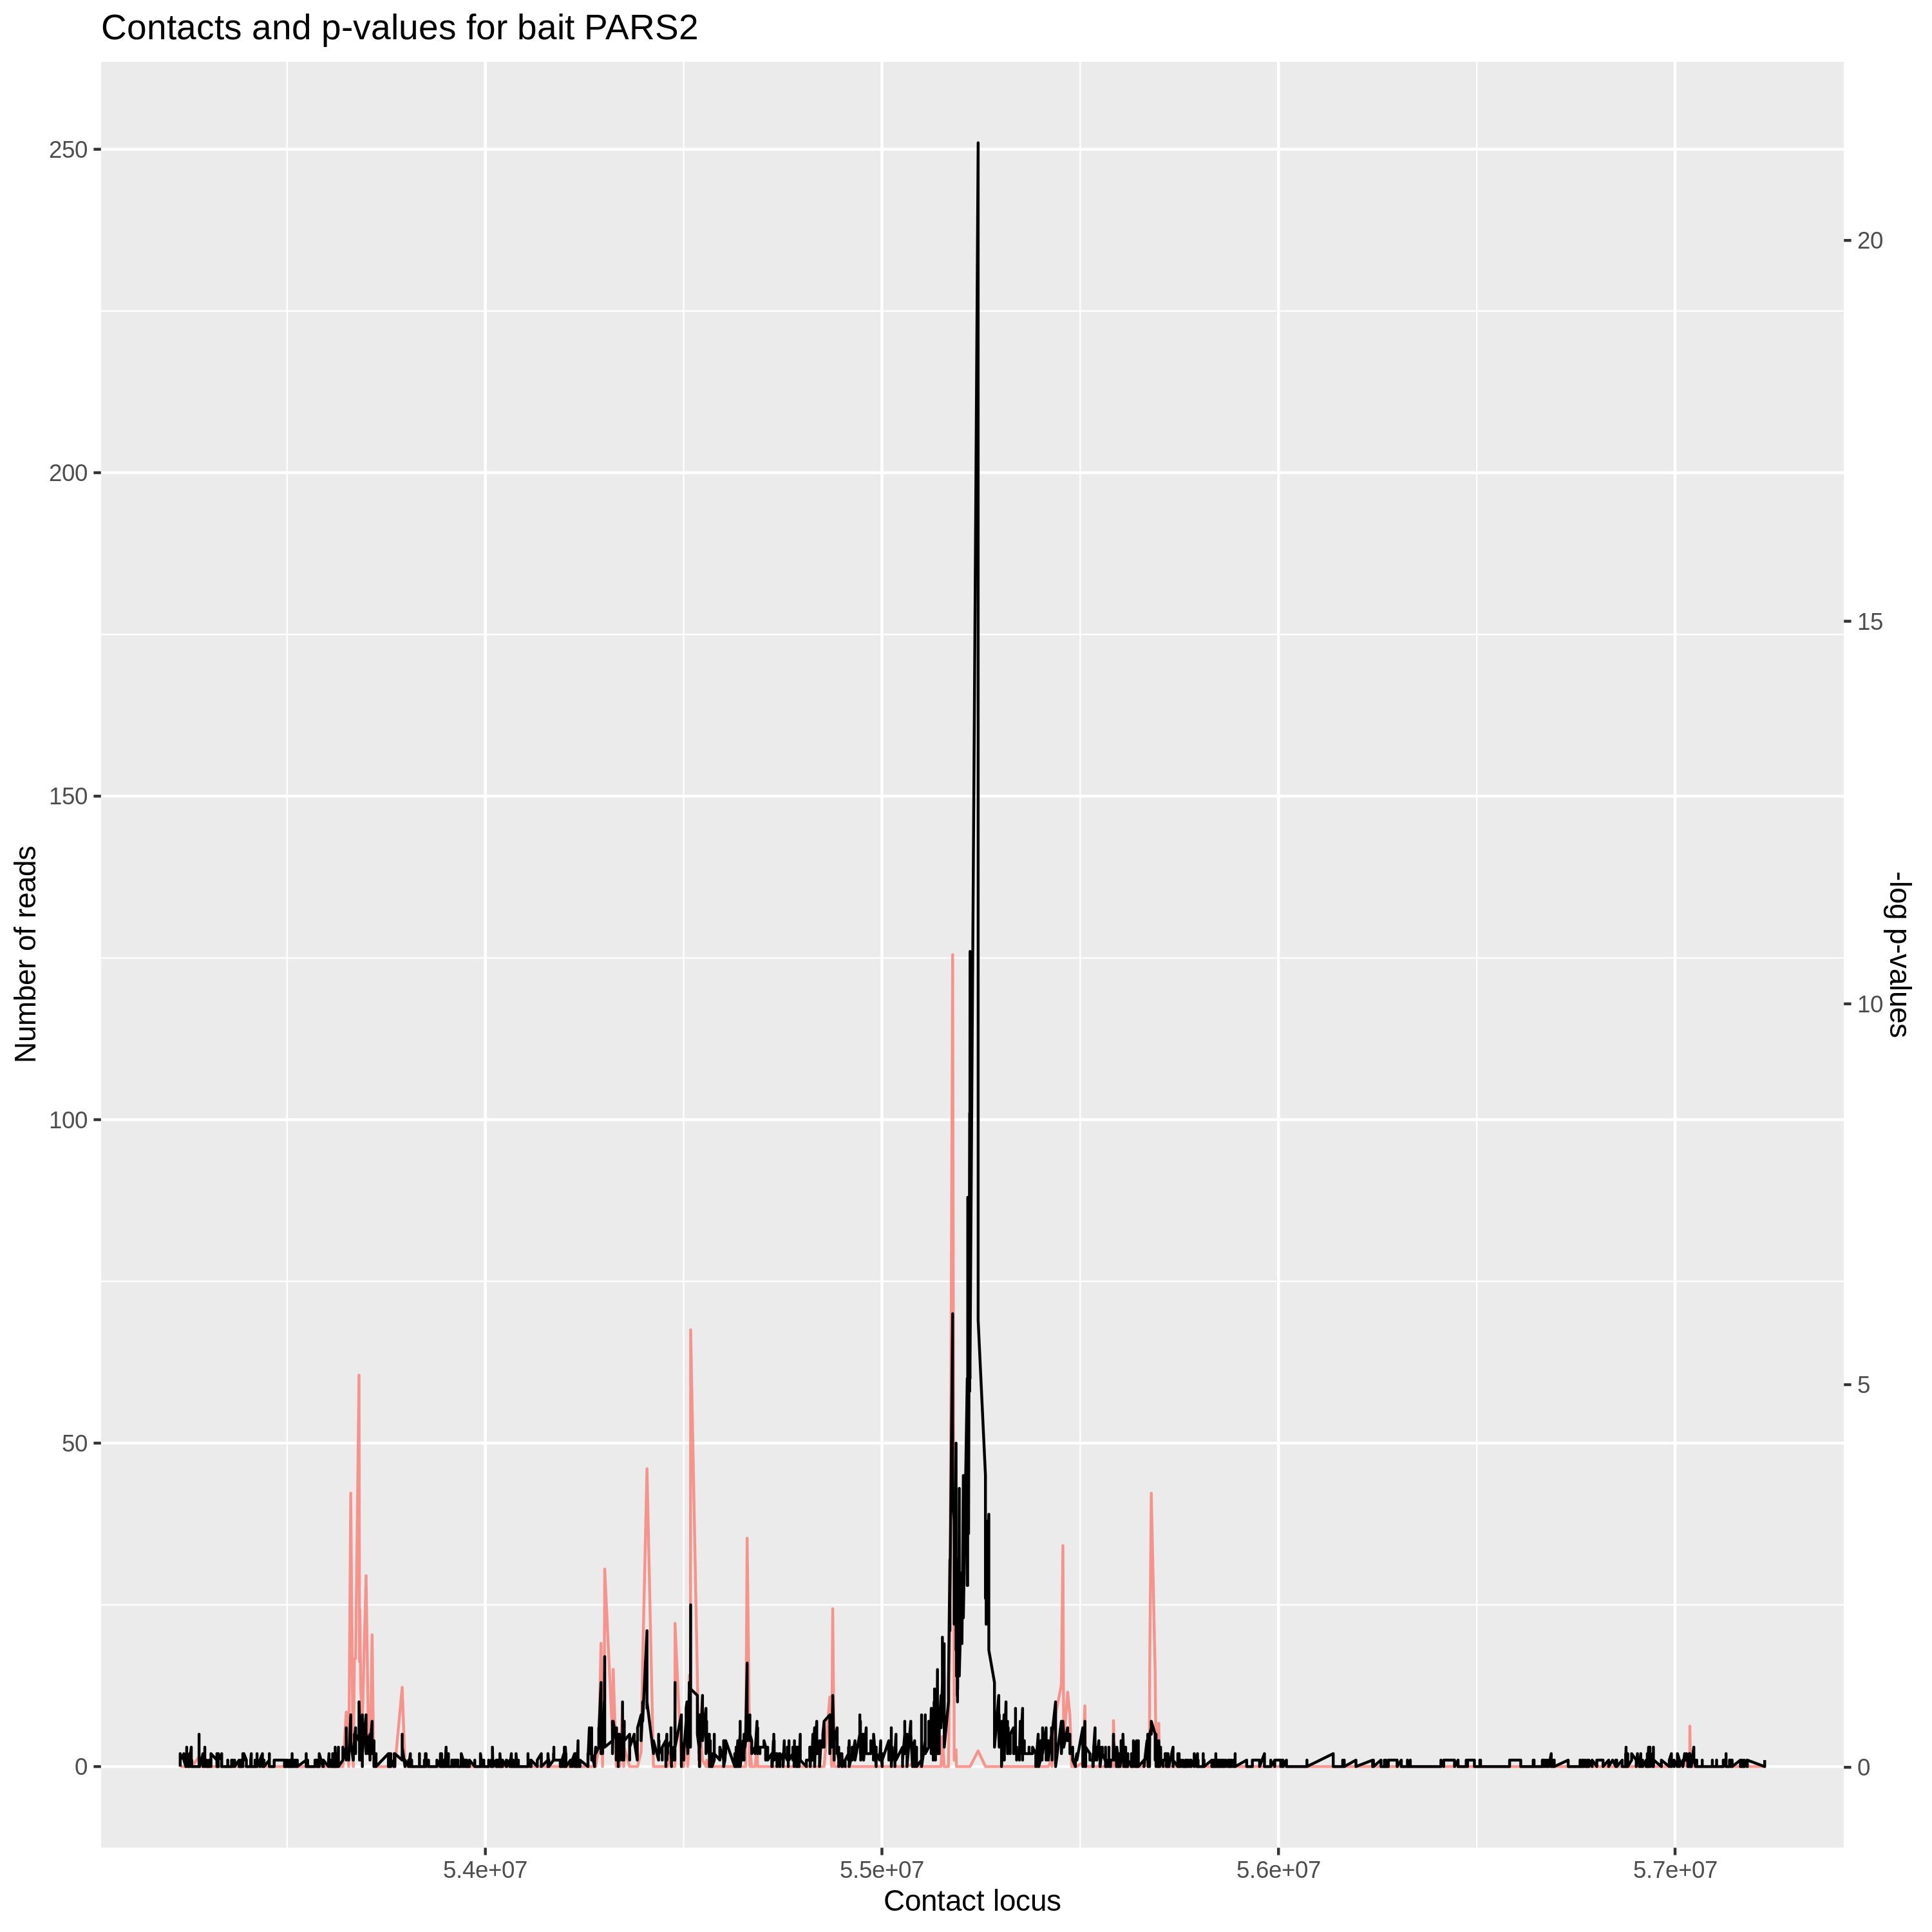 Contacts and p-values for bait PARS2
250
200
150
100
50
0
Number of reads
20
15
10
5
0
-log p-values
5.4e+07 5.5e+07 5.6e+07 5.7e+07
Contact locus